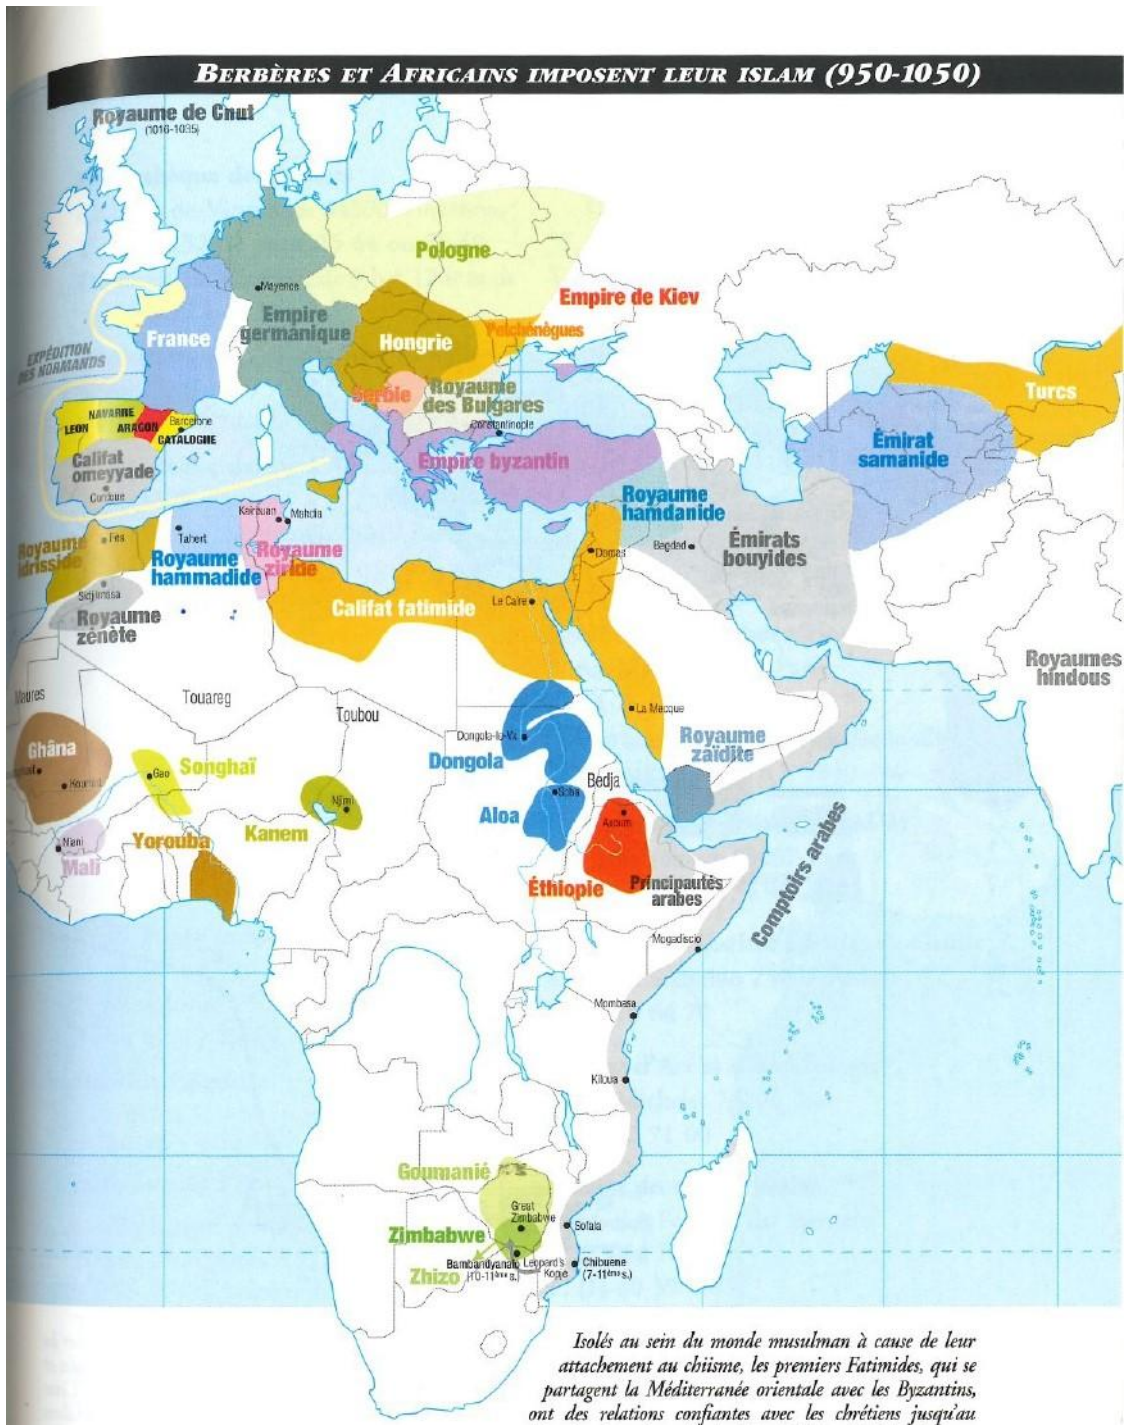 BERBÈRES ET AFRICAINS IMPOSENT LEUR ISLAM (950-1050)
Royaume de Cnut
(1016-1035)
Pologne
Mayence
Empire de Kiev
Empire
germanique
France
Hongrie
Petchénègues
EXPÉDITION
DES NORMANDS
Turcs
Serbie
Royaume
des Bulgares
NAVARRE
LEON
ARAGON
Barcelone
CATALOGNE
Constantinople
Émirat
samanide
Califat
omeyyade
Cordoue
Empire byzantin
Royaume
hamdanide
Kairouan
Mahdia
Émirats
bouyides
Royaume
idrisside
Fès
Tahert
Royaume
hammadide
Royaume
ziride
Damas
Bagdad
Sidjilmasa
Royaume
zénète
Califat fatimide
Le Caire
Royaumes
hindous
Maures
Touareg
Toubou
La Mecque
Ghâna
Songhaï
Gao
Dongola
Royaume
zaïdite
Bedja
Soba
Aloa
Njimi
Kanem
Yorouba
Niani
Mali
Axoum
Éthiopie
Principautés
arabes
Comptoirs arabes
Mogadiscio
Mombasa
Kiloua
Goumanié
Great
Zimbabwe
Zimbabwe
Sofala
Bambandyanalo
(10-11ème s.)
Leopard's
Kopje
Chibuene
(7-11ème s.)
Zhizo
Isolés au sein du monde musulman à cause de leur
attachement au chiisme, les premiers Fatimides, qui se
partagent la Méditerranée orientale avec les Byzantins,
ont des relations confiantes avec les chrétiens jusqu'au